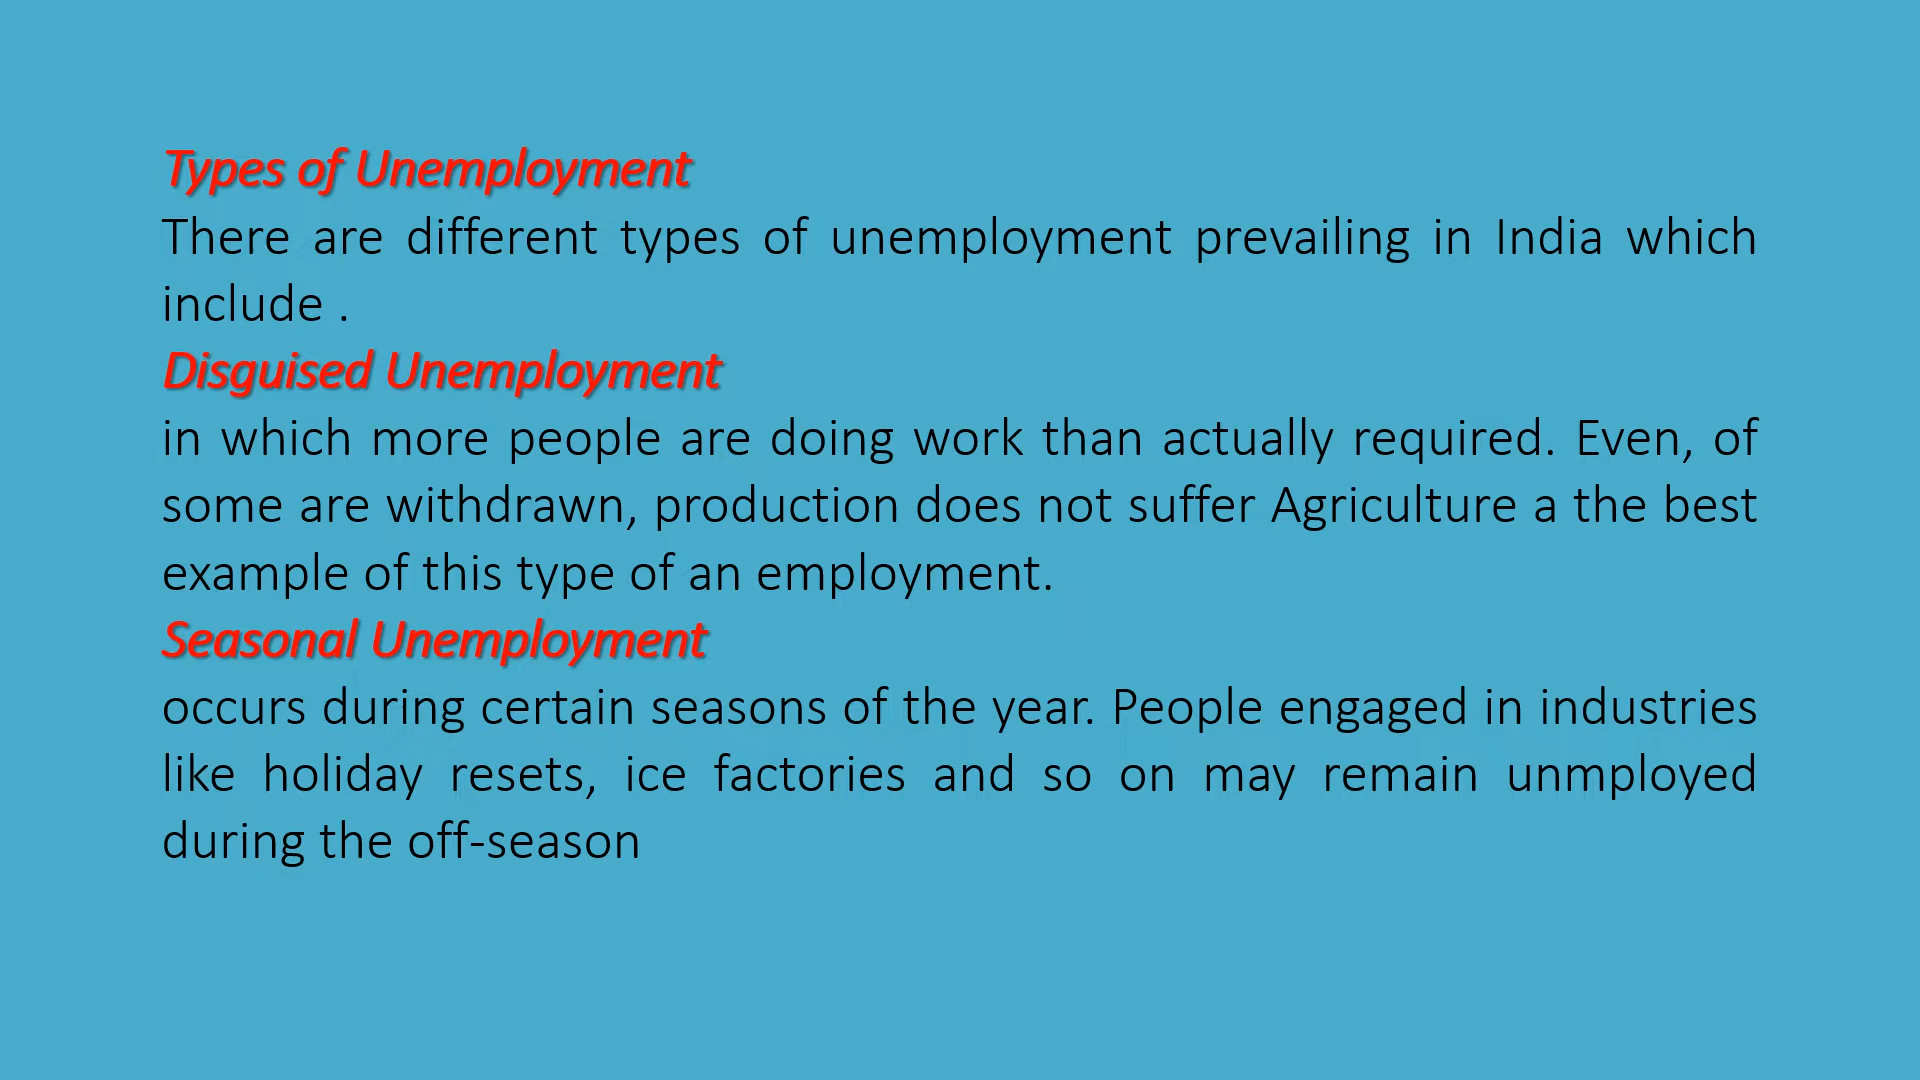 Types of Unemployment
There are different types of unemployment prevailing in India which
include .
Disguised Unemployment
in which more people are doing work than actually required. Even, of
some are withdrawn, production does not suffer Agriculture a the best
example of this type of an employment.
Seasonal Unemployment
occurs during certain seasons of the year. People engaged in industries
like holiday resets, ice factories and so on may remain unmployed
during the off-season